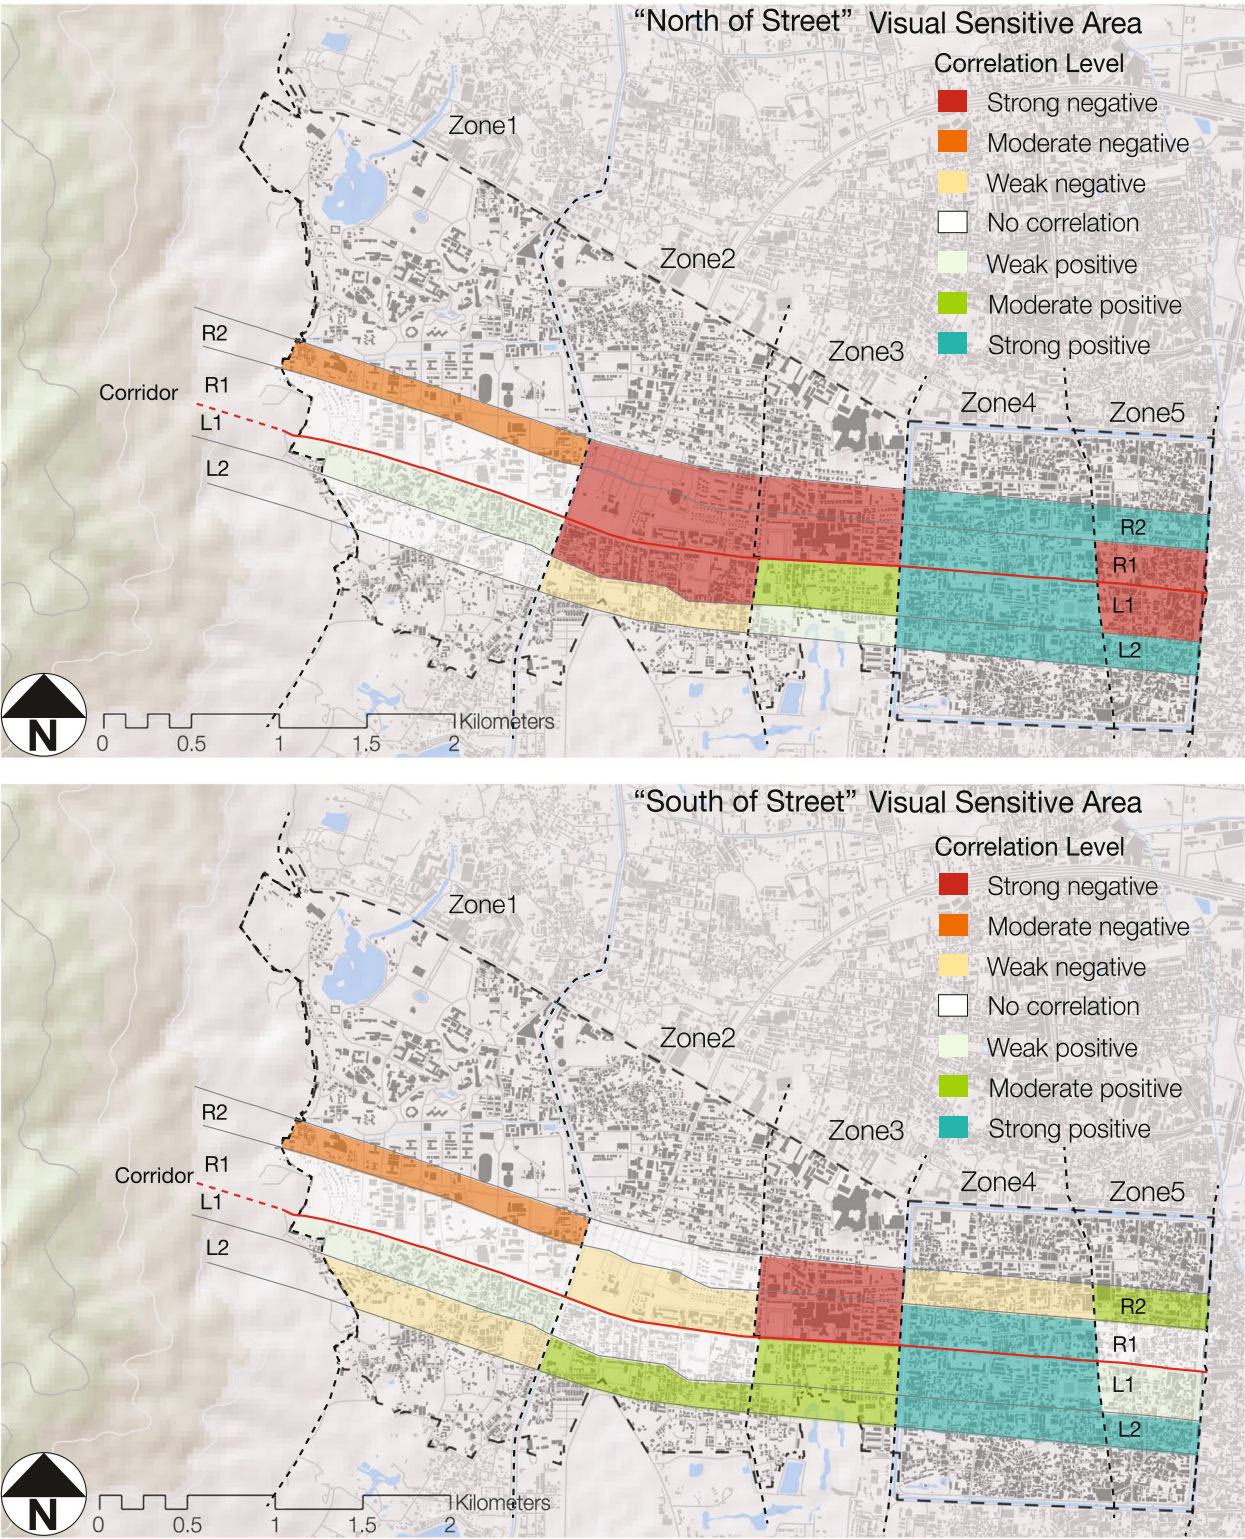 “North of Street” Visual Sensitive Area
Correlation Level
Strong negative
Moderate negative
Weak negative
No correlation
Weak positive
Moderate positive
Strong positive
Zone1
Zone2
Zone3
Zone4
Zone5
R2
Corridor
R1
L1
L2
R2
R1
L1
L2
N
Kilometers
0 0.5 1 1.5 2
“South of Street” Visual Sensitive Area
Correlation Level
Strong negative
Moderate negative
Weak negative
No correlation
Weak positive
Moderate positive
Strong positive
Zone1
Zone2
Zone3
Zone4
Zone5
R2
Corridor
R1
L1
L2
R2
R1
L1
L2
N
Kilometers
0 0.5 1 1.5 2